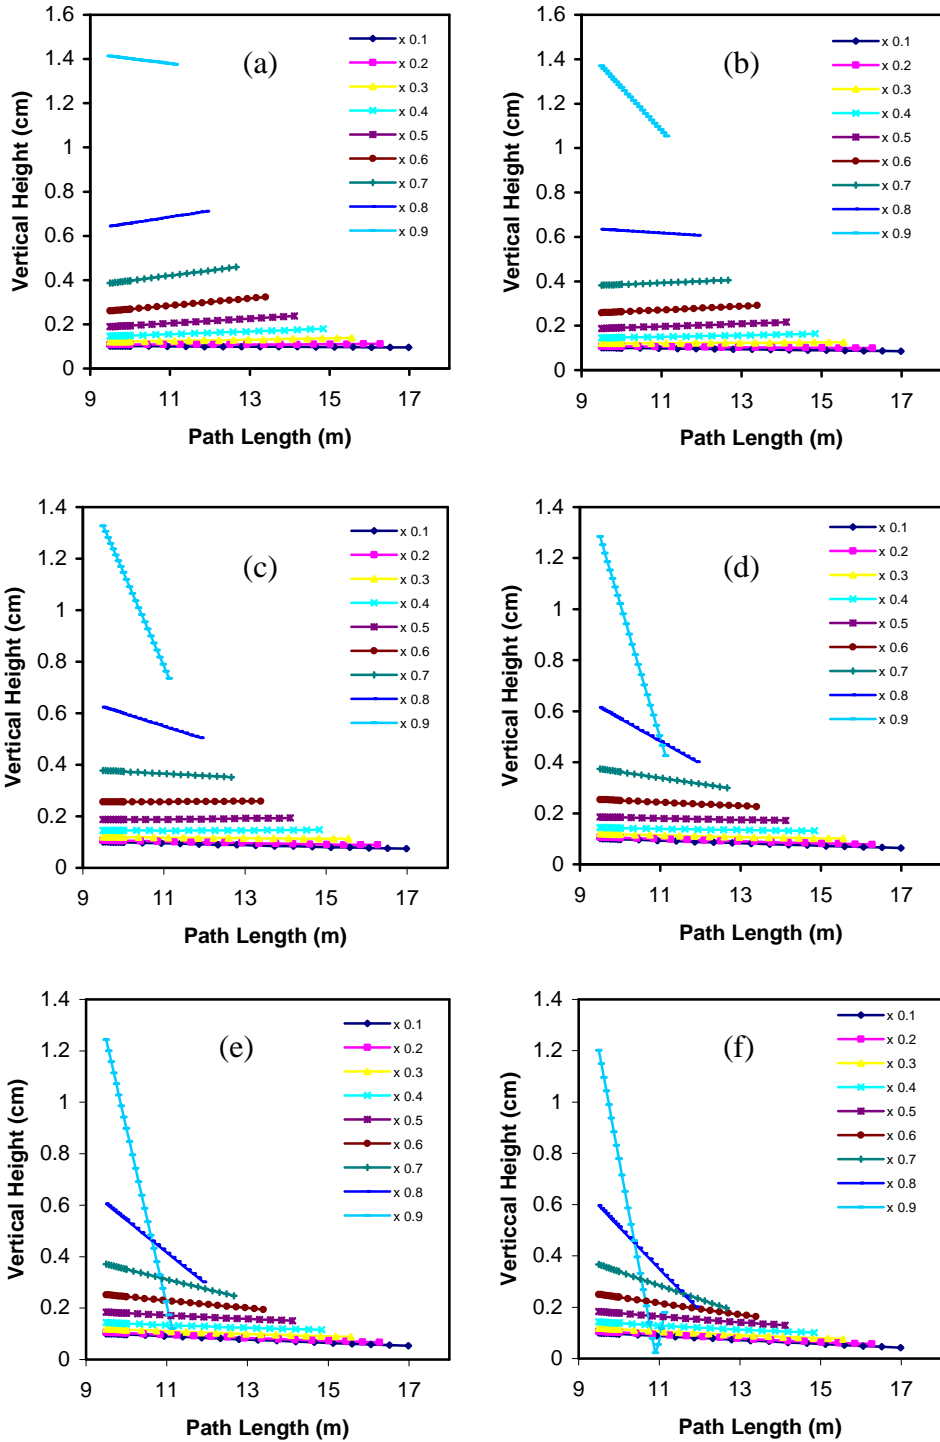 (a)
Vertical Height (cm)
1.6
1.4
1.2
1
0.8
0.6
0.4
0.2
0
9 11 13 15 17
Path Length (m)
x 0.1
x 0.2
x 0.3
x 0.4
x 0.5
x 0.6
x 0.7
x 0.8
x 0.9
(b)
Vertical Height (cm)
1.6
1.4
1.2
1
0.8
0.6
0.4
0.2
0
9 11 13 15 17
Path Length (m)
x 0.1
x 0.2
x 0.3
x 0.4
x 0.5
x 0.6
x 0.7
x 0.8
x 0.9
(c)
Vertical Height (cm)
1.4
1.2
1
0.8
0.6
0.4
0.2
0
9 11 13 15 17
Path Length (m)
x 0.1
x 0.2
x 0.3
x 0.4
x 0.5
x 0.6
x 0.7
x 0.8
x 0.9
(d)
Vertical Height (cm)
1.4
1.2
1
0.8
0.6
0.4
0.2
0
9 11 13 15 17
Path Length (m)
x 0.1
x 0.2
x 0.3
x 0.4
x 0.5
x 0.6
x 0.7
x 0.8
x 0.9
(e)
Vertical Height (cm)
1.4
1.2
1
0.8
0.6
0.4
0.2
0
9 11 13 15 17
Path Length (m)
x 0.1
x 0.2
x 0.3
x 0.4
x 0.5
x 0.6
x 0.7
x 0.8
x 0.9
(f)
Verticcal Height (cm)
1.4
1.2
1
0.8
0.6
0.4
0.2
0
9 11 13 15 17
Path Length (m)
x 0.1
x 0.2
x 0.3
x 0.4
x 0.5
x 0.6
x 0.7
x 0.8
x 0.9